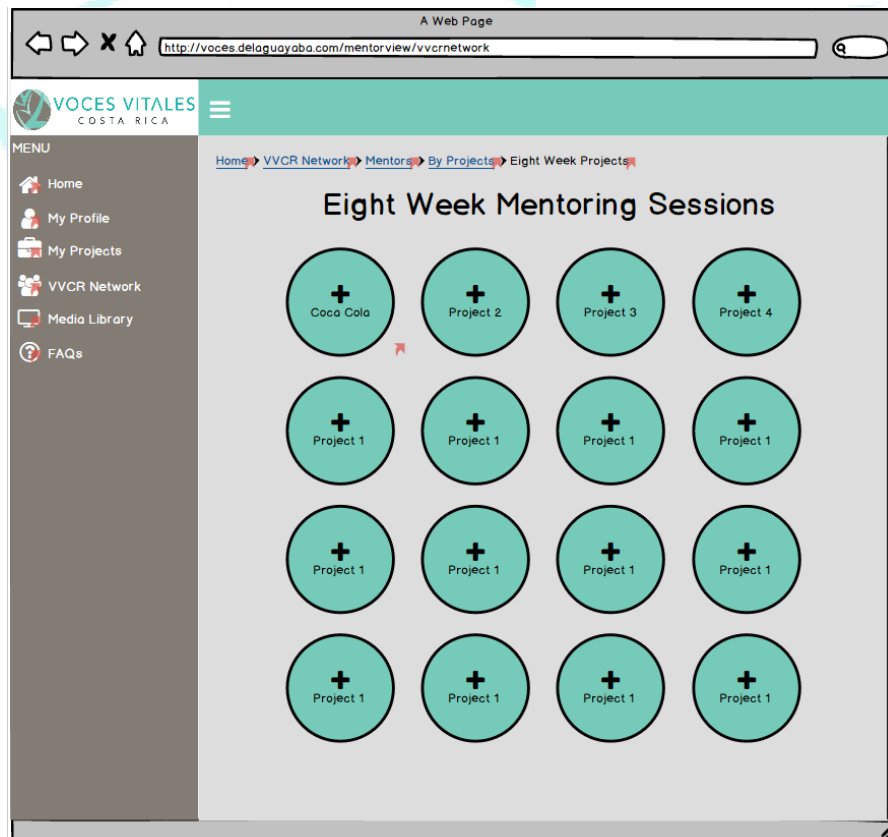 A Web Page
http://voces.delaguayaba.com/mentorview/vvcrnetwork
VOCES VITALES
COSTA RICA
MENU
Home
My Profile
My Projects
VVCR Network
Media Library
FAQs
Home VVCR Network Mentors By Projects Eight Week Projects
Eight Week Mentoring Sessions
Coca Cola Project 2 Project 3 Project 4
Project 1 Project 1 Project 1 Project 1
Project 1 Project 1 Project 1 Project 1
Project 1 Project 1 Project 1 Project 1